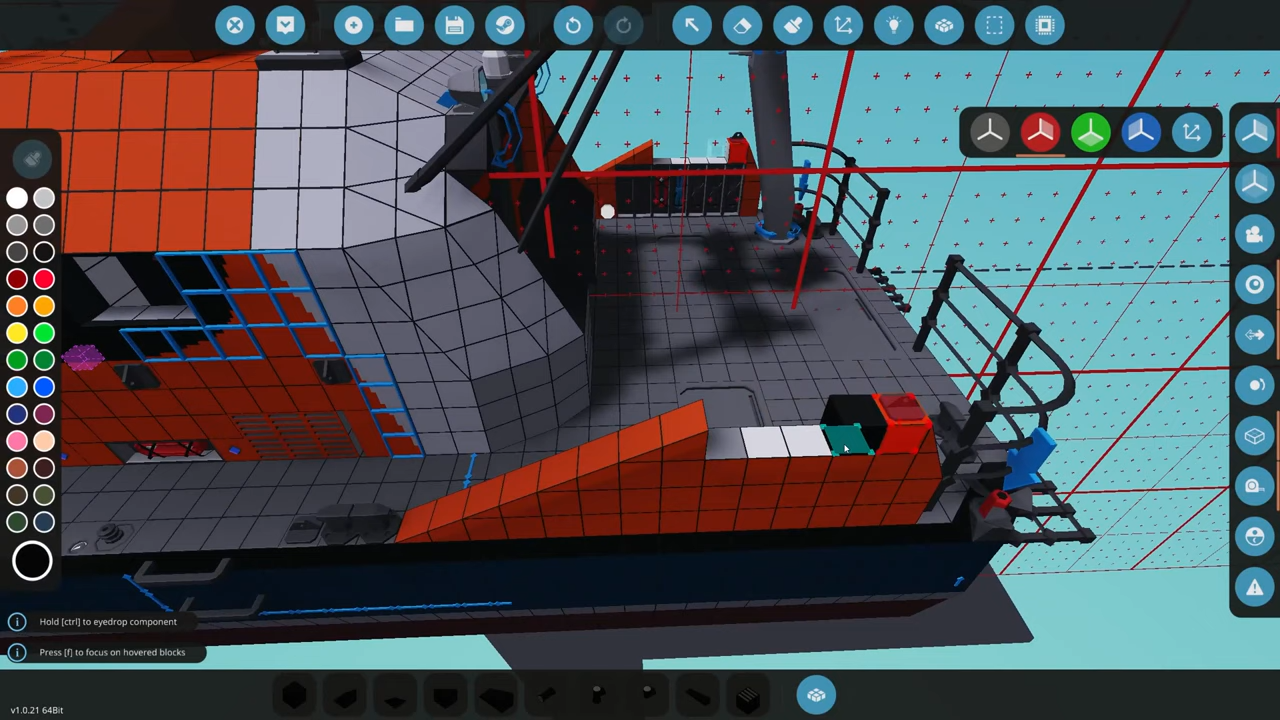 Hold [ctrl] to eyedrop component
Press [f] to focus on hovered blocks
v1.0.21 64Bit